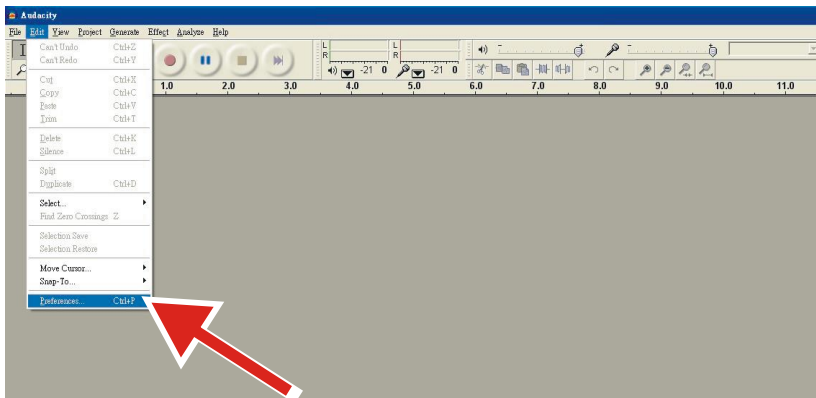 Audacity
File Edit View Project Generate Effect Analyze Help
Can't Undo Ctrl+Z
Can't Redo Ctrl+Y
Cut Ctrl+X
Copy Ctrl+C
Paste Ctrl+V
Trim Ctrl+T
Delete Ctrl+K
Silence Ctrl+L
Split
Duplicate Ctrl+D
Select...
Find Zero Crossings Z
Selection Save
Selection Restore
Move Cursor...
Snap-To...
Preferences... Ctrl+P
L L
R R
-21 0 -21 0
1.0 2.0 3.0 4.0 5.0 6.0 7.0 8.0 9.0 10.0 11.0